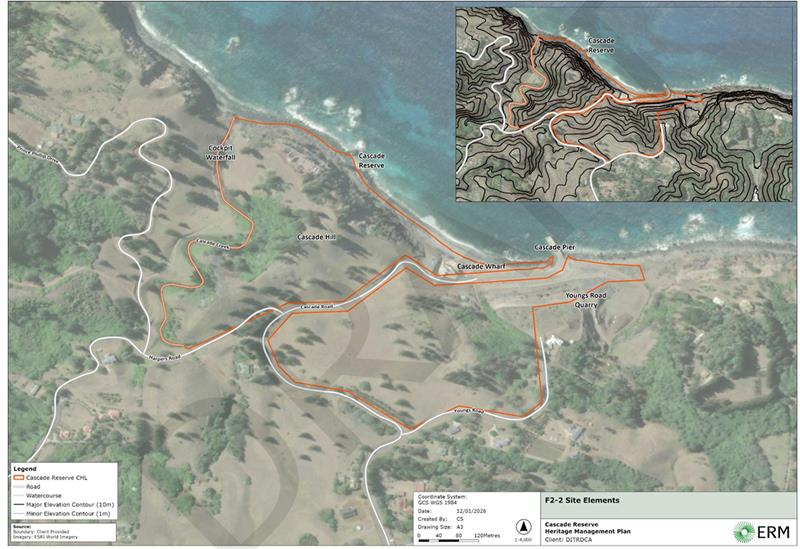 Cascade
Reserve
Cockpit
Waterfall
Cascade
Reserve
Prince Phillip Drive
Cascade Creek
Cascade Hill
Cascade Pier
Cascade Wharf
Cascade Road
Youngs Road
Quarry
Harpers Road
Youngs Road
DRAFT
Legend
Cascade Reserve CHL
Road
Watercourse
Major Elevation Contour (10m)
Minor Elevation Contour (1m)
Source:
Boundary: Client Provided
Imagery: ESRI World Imagery
Coordinate System:
GCS WGS 1984
Date: 12/01/2026
Created By: CS
Drawing Size: A3
0 40 80 120Metres
1:4,000
N
F2-2 Site Elements
Cascade Reserve
Heritage Management Plan
Client: DITRDCA
ERM